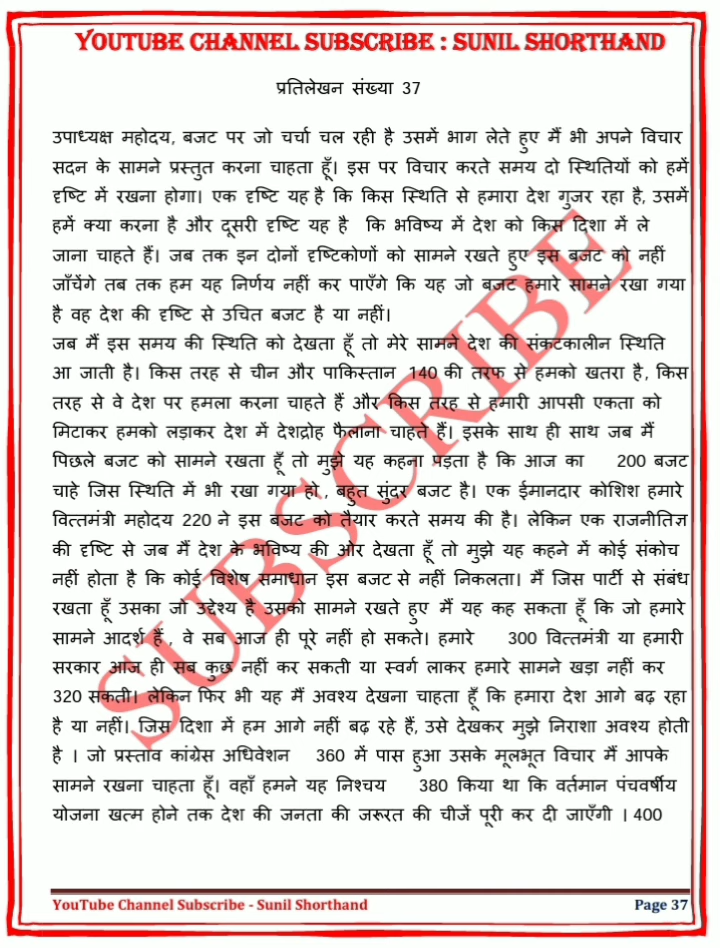 YOUTUBE CHANNEL SUBSCRIBE : SUNIL SHORTHAND
प्रतिलेखन संख्या 37
उपाध्यक्ष महोदय, बजट पर जो चर्चा चल रही है उसमें भाग लेते हुए मैं भी अपने विचार
सदन के सामने प्रस्तुत करना चाहता हूँ। इस पर विचार करते समय दो स्थितियों को हमें
दृष्टि में रखना होगा। एक दृष्टि यह है कि किस स्थिति से हमारा देश गुजर रहा है, उसमें
हमें क्या करना है और दूसरी दृष्टि यह है कि भविष्य में देश को किस दिशा में ले
जाना चाहते हैं। जब तक इन दोनों दृष्टिकोणों को सामने रखते हुए इस बजट को नहीं
जाँचेंगे तब तक हम यह निर्णय नहीं कर पाएँगे कि यह जो बजट हमारे सामने रखा गया
है वह देश की दृष्टि से उचित बजट है या नहीं।
जब मैं इस समय की स्थिति को देखता हूँ तो मेरे सामने देश की संकटकालीन स्थिति
आ जाती है। किस तरह से चीन और पाकिस्तान 140 की तरफ से हमको खतरा है, किस
तरह से वे देश पर हमला करना चाहते हैं और किस तरह से हमारी आपसी एकता को
मिटाकर हमको लड़ाकर देश में देशद्रोह फैलाना चाहते हैं। इसके साथ ही साथ जब मैं
पिछले बजट को सामने रखता हूँ तो मुझे यह कहना पड़ता है कि आज का 200 बजट
चाहे जिस स्थिति में भी रखा गया हो , बहुत सुंदर बजट है। एक ईमानदार कोशिश हमारे
वित्तमंत्री महोदय 220 ने इस बजट को तैयार करते समय की है। लेकिन एक राजनीतिज्ञ
की दृष्टि से जब मैं देश के भविष्य की ओर देखता हूँ तो मुझे यह कहने में कोई संकोच
नहीं होता है कि कोई विशेष समाधान इस बजट से नहीं निकलता। मैं जिस पार्टी से संबंध
रखता हूँ उसका जो उद्देश्य है उसको सामने रखते हुए मैं यह कह सकता हूँ कि जो हमारे
सामने आदर्श हैं , वे सब आज ही पूरे नहीं हो सकते। हमारे 300 वित्तमंत्री या हमारी
सरकार आज ही सब कुछ नहीं कर सकती या स्वर्ग लाकर हमारे सामने खड़ा नहीं कर
320 सकती। लेकिन फिर भी यह मैं अवश्य देखना चाहता हूँ कि हमारा देश आगे बढ़ रहा
है या नहीं। जिस दिशा में हम आगे नहीं बढ़ रहे हैं, उसे देखकर मुझे निराशा अवश्य होती
है । जो प्रस्ताव कांग्रेस अधिवेशन 360 में पास हुआ उसके मूलभूत विचार मैं आपके
सामने रखना चाहता हूँ। वहाँ हमने यह निश्चय 380 किया था कि वर्तमान पंचवर्षीय
योजना खत्म होने तक देश की जनता की जरूरत की चीजें पूरी कर दी जाएँगी । 400
SUBSCRIBE
YouTube Channel Subscribe - Sunil Shorthand Page 37